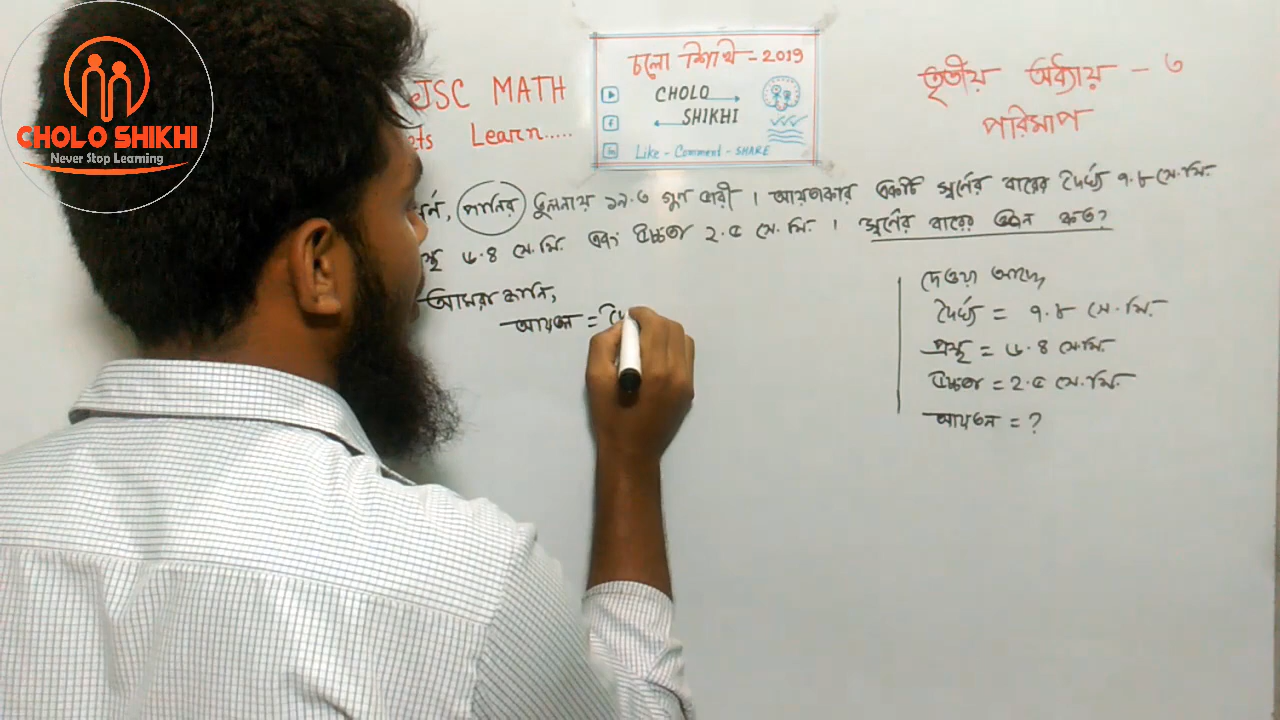 CHOLO SHIKHI
Never Stop Learning
JSC MATH
Lets Learn.....
চলো শিখি - 2019
CHOLO
SHIKHI
Like - Comment - SHARE
তৃতীয় অধ্যায় - ৩
পরিমাপ
পানির তুলনায় ১৯.৩ গুণ ভারী । আয়তাকার একটি স্বর্ণের বারের দৈর্ঘ্য ৭.৮ সে.মি.
৬.৪ সে.মি. এবং উচ্চতা ২.৫ সে.মি. । স্বর্ণের বারের ওজন কত?
আমরা জানি,
আয়তন =
দেওয়া আছে
দৈর্ঘ্য = ৭.৮ সে.মি.
প্রস্থ = ৬.৪ সে.মি.
উচ্চতা = ২.৫ সে.মি.
আয়তন = ?